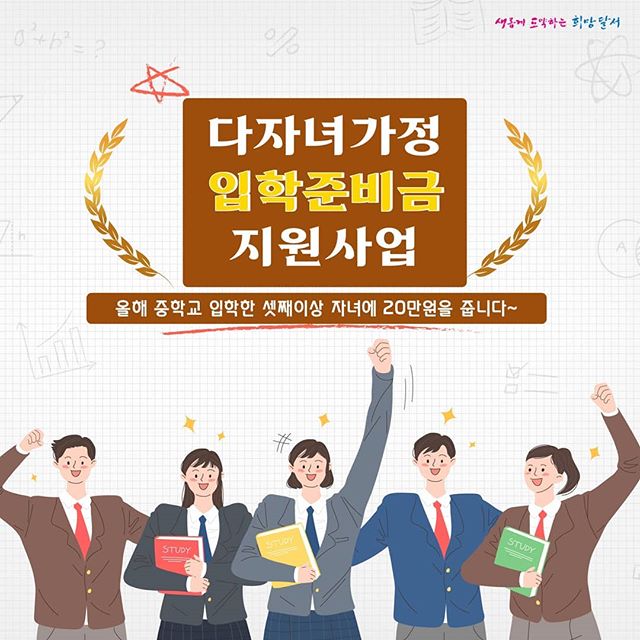 새롭게 도약하는 희망달서
다자녀가정
입학준비금
지원사업
올해 중학교 입학한 셋째이상 자녀에 20만원을 줍니다~
a²+b²=
%
A
STUDY
STUDY
STUDY